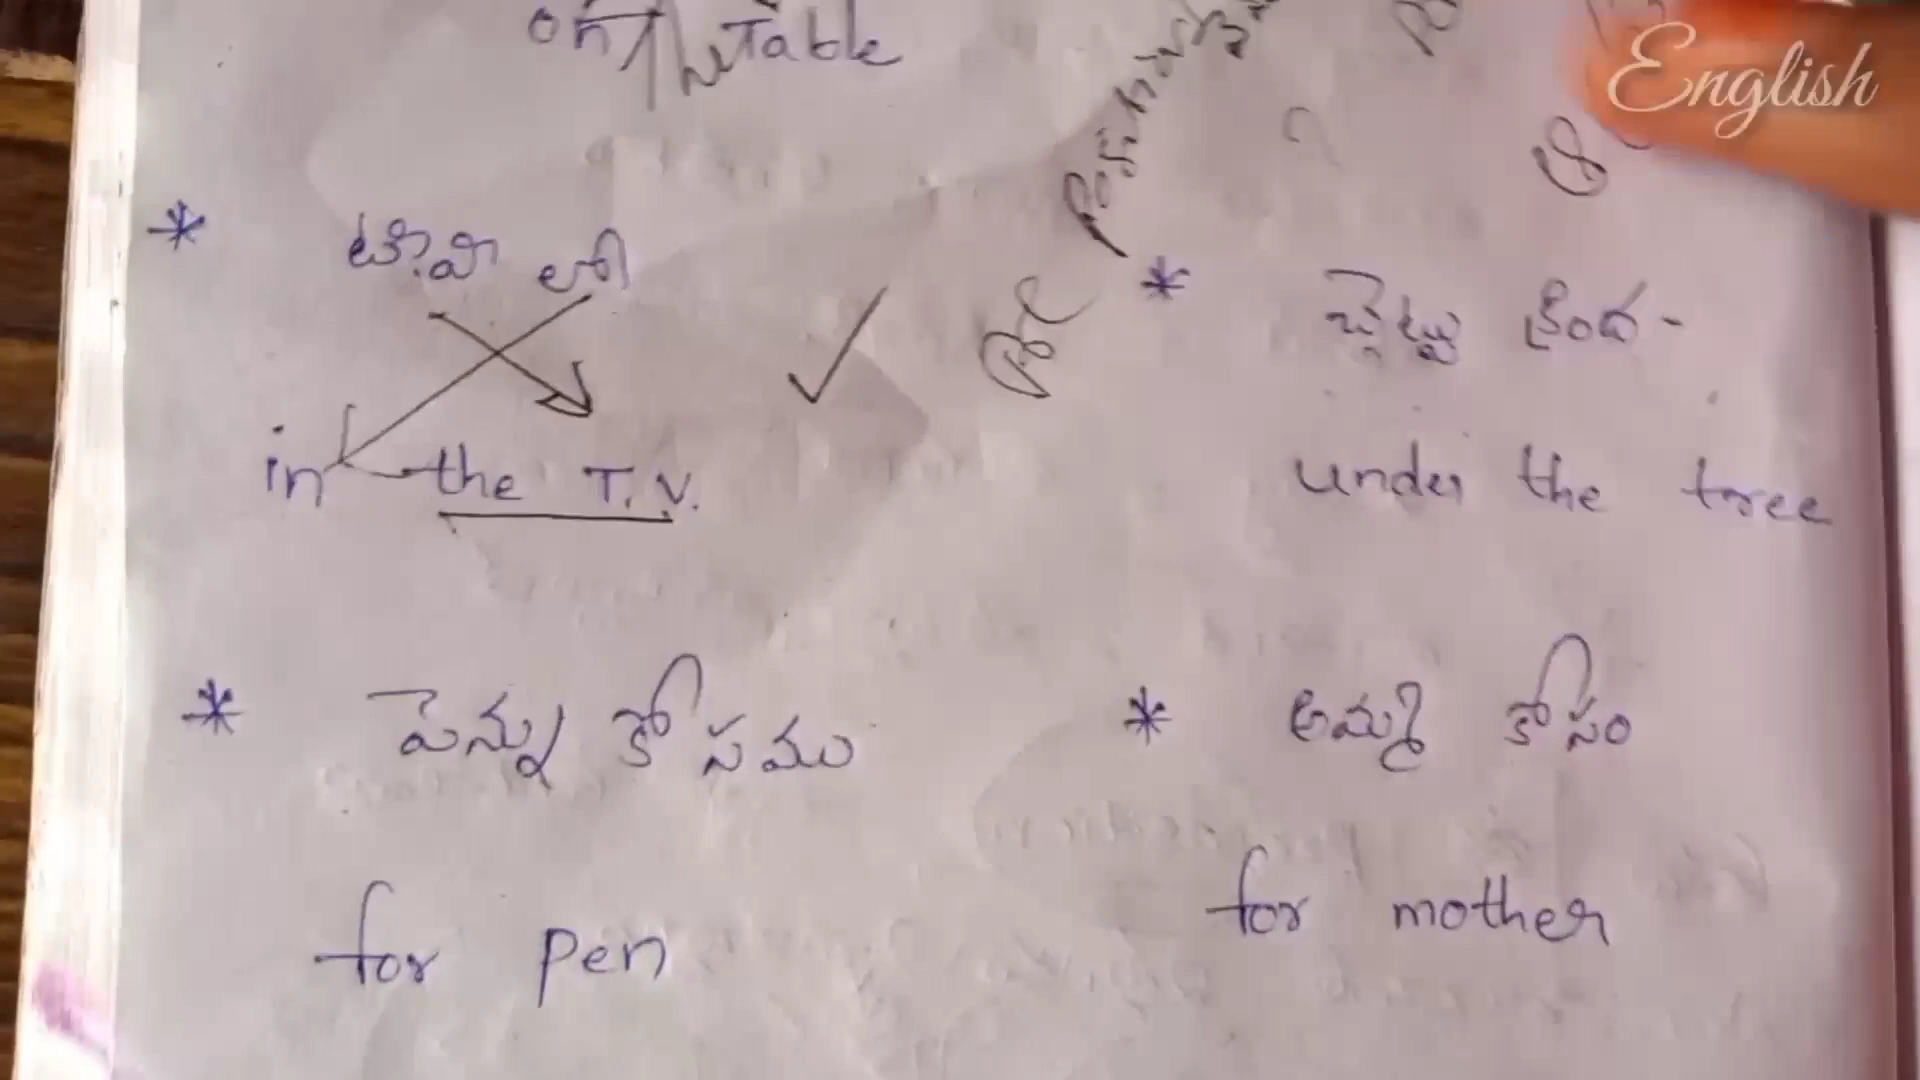 on the Table
English
* టి.వి లో
in the T.V.
* చెట్టు క్రింద -
under the tree
* పెన్ను కోసము
for pen
* అమ్మ కోసం
for mother